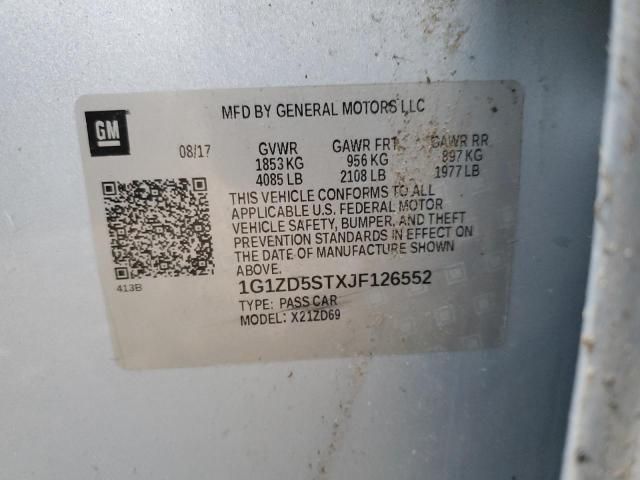 MFD BY GENERAL MOTORS LLC
GM
08/17 GVWR GAWR FRT GAWR RR
1853 KG 956 KG 897 KG
4085 LB 2108 LB 1977 LB
THIS VEHICLE CONFORMS TO ALL
APPLICABLE U.S. FEDERAL MOTOR
VEHICLE SAFETY, BUMPER, AND THEFT
PREVENTION STANDARDS IN EFFECT ON
THE DATE OF MANUFACTURE SHOWN
ABOVE.
413B
1G1ZD5STXJF126552
TYPE: PASS CAR
MODEL: X21ZD69